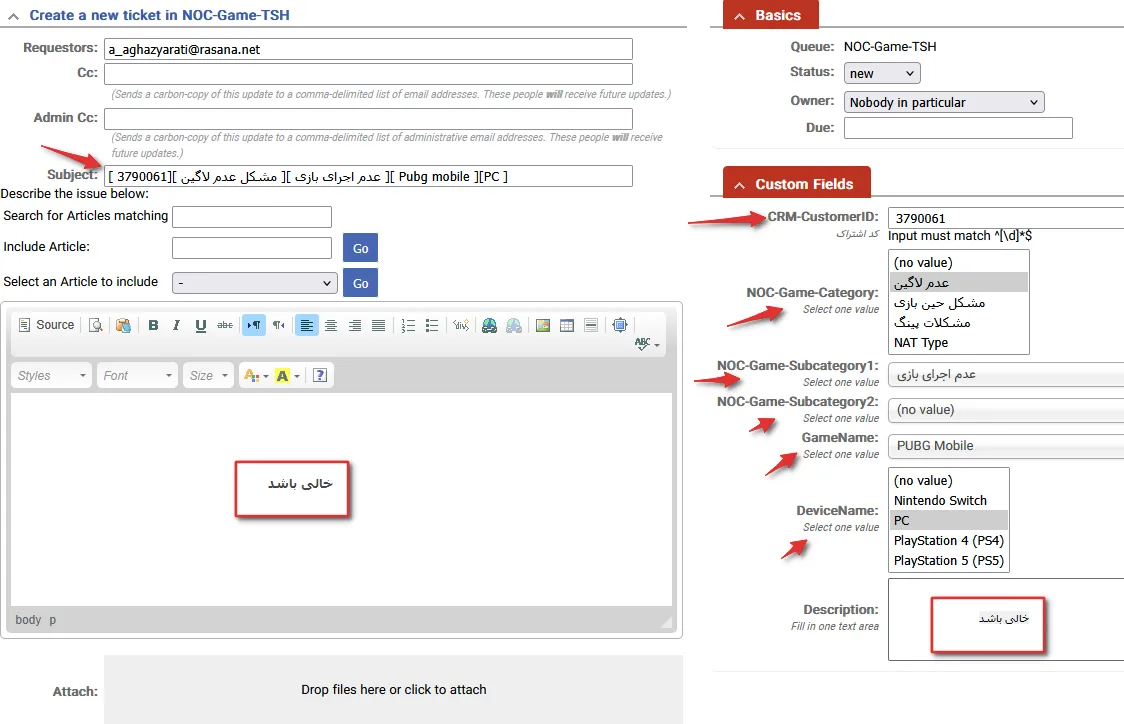 Create a new ticket in NOC-Game-TSH
Requestors: a_aghazyarati@rasana.net
Cc:
(Sends a carbon-copy of this update to a comma-delimited list of email addresses. These people will receive future updates.)
Admin Cc:
(Sends a carbon-copy of this update to a comma-delimited list of administrative email addresses. These people will receive
future updates.)
Subject: [ 3790061][ مشکل عدم لاگین ][ عدم اجرای بازی ][ Pubg mobile ][PC ]
Describe the issue below:
Search for Articles matching
Include Article: Go
Select an Article to include - Go
Source B I U abc
ABC
Styles Font Size A A ?
خالی باشد
body p
Attach: Drop files here or click to attach
Basics
Queue: NOC-Game-TSH
Status: new
Owner: Nobody in particular
Due:
Custom Fields
CRM-CustomerID: 3790061
کد اشتراک Input must match ^[\d]*$
NOC-Game-Category:
Select one value
(no value)
عدم لاگین
مشکل حین بازی
مشکلات پینگ
NAT Type
NOC-Game-Subcategory1: عدم اجرای بازی
Select one value
NOC-Game-Subcategory2: (no value)
Select one value
GameName: PUBG Mobile
Select one value
DeviceName:
Select one value
(no value)
Nintendo Switch
PC
PlayStation 4 (PS4)
PlayStation 5 (PS5)
Description:
Fill in one text area
خالی باشد